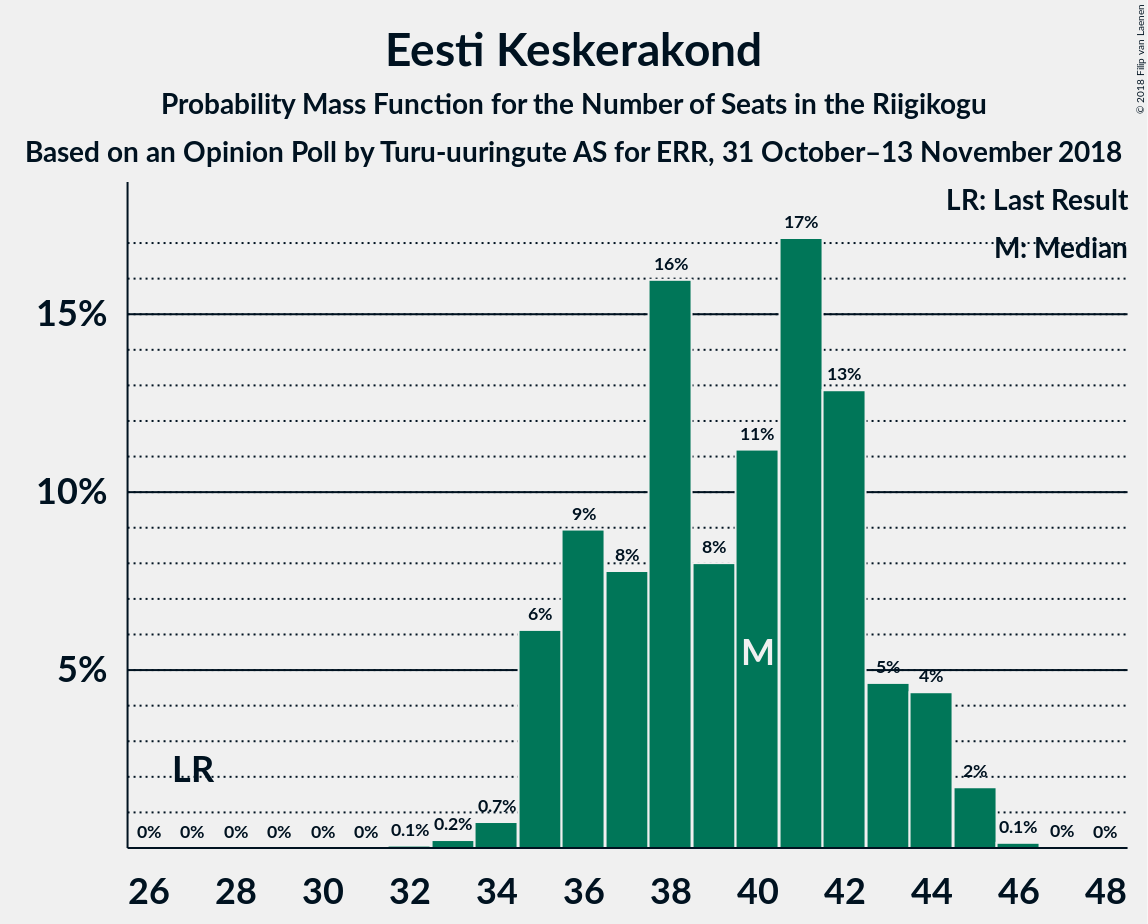 Eesti Keskerakond
Probability Mass Function for the Number of Seats in the Riigikogu
Based on an Opinion Poll by Turu-uuringute AS for ERR, 31 October–13 November 2018
© 2018 Filip van Laenen
LR: Last Result
M: Median
15%
10%
5%
0% 0% 0% 0% 0% 0% 0.1% 0.2% 0.7% 6% 9% 8% 16% 8% 11% 17% 13% 5% 4% 2% 0.1% 0% 0%
LR
M
26 28 30 32 34 36 38 40 42 44 46 48